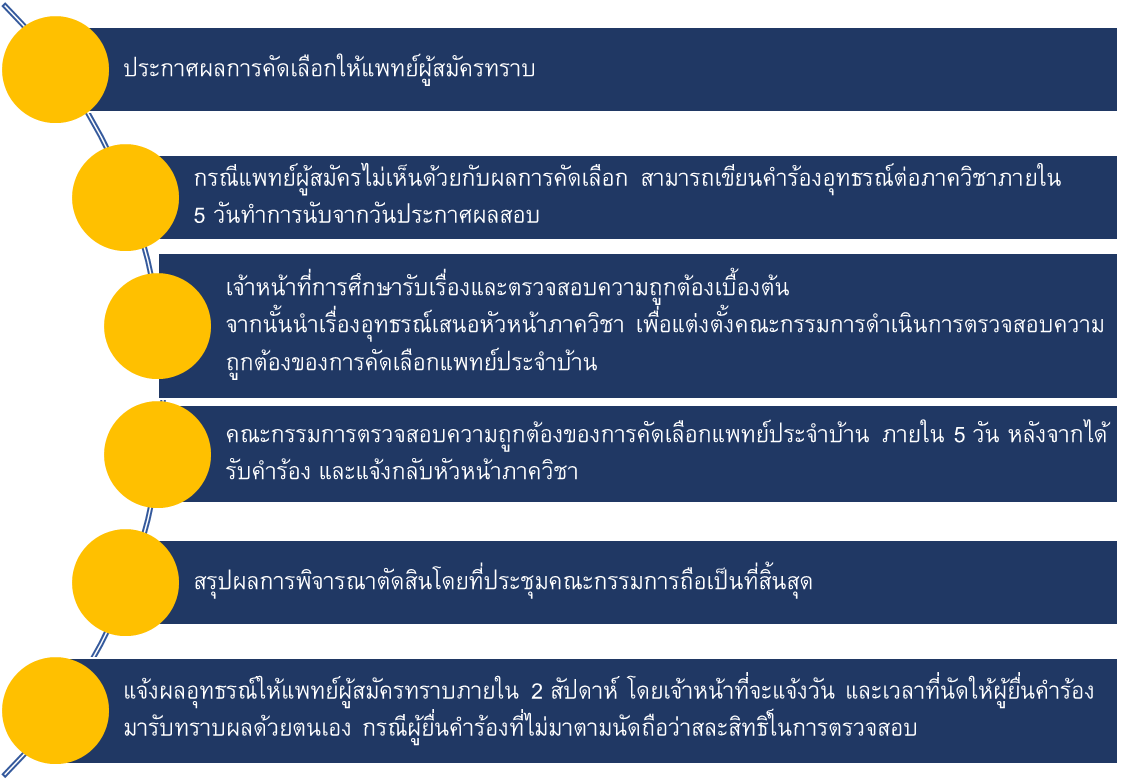 ประกาศผลการคัดเลือกให้แพทย์ผู้สมัครทราบ
กรณีแพทย์ผู้สมัครไม่เห็นด้วยกับผลการคัดเลือก สามารถเขียนคำร้องอุทธรณ์ต่อภาควิชาภายใน
5 วันทำการนับจากวันประกาศผลสอบ
เจ้าหน้าที่การศึกษารับเรื่องและตรวจสอบความถูกต้องเบื้องต้น
จากนั้นนำเรื่องอุทธรณ์เสนอหัวหน้าภาควิชา เพื่อแต่งตั้งคณะกรรมการดำเนินการตรวจสอบความ
ถูกต้องของการคัดเลือกแพทย์ประจำบ้าน
คณะกรรมการตรวจสอบความถูกต้องของการคัดเลือกแพทย์ประจำบ้าน ภายใน 5 วัน หลังจากได้
รับคำร้อง และแจ้งกลับหัวหน้าภาควิชา
สรุปผลการพิจารณาตัดสินโดยที่ประชุมคณะกรรมการถือเป็นที่สิ้นสุด
แจ้งผลอุทธรณ์ให้แพทย์ผู้สมัครทราบภายใน 2 สัปดาห์ โดยเจ้าหน้าที่จะแจ้งวัน และเวลาที่นัดให้ผู้ยื่นคำร้อง
มารับทราบผลด้วยตนเอง กรณีผู้ยื่นคำร้องที่ไม่มาตามนัดถือว่าสละสิทธิ์ในการตรวจสอบ